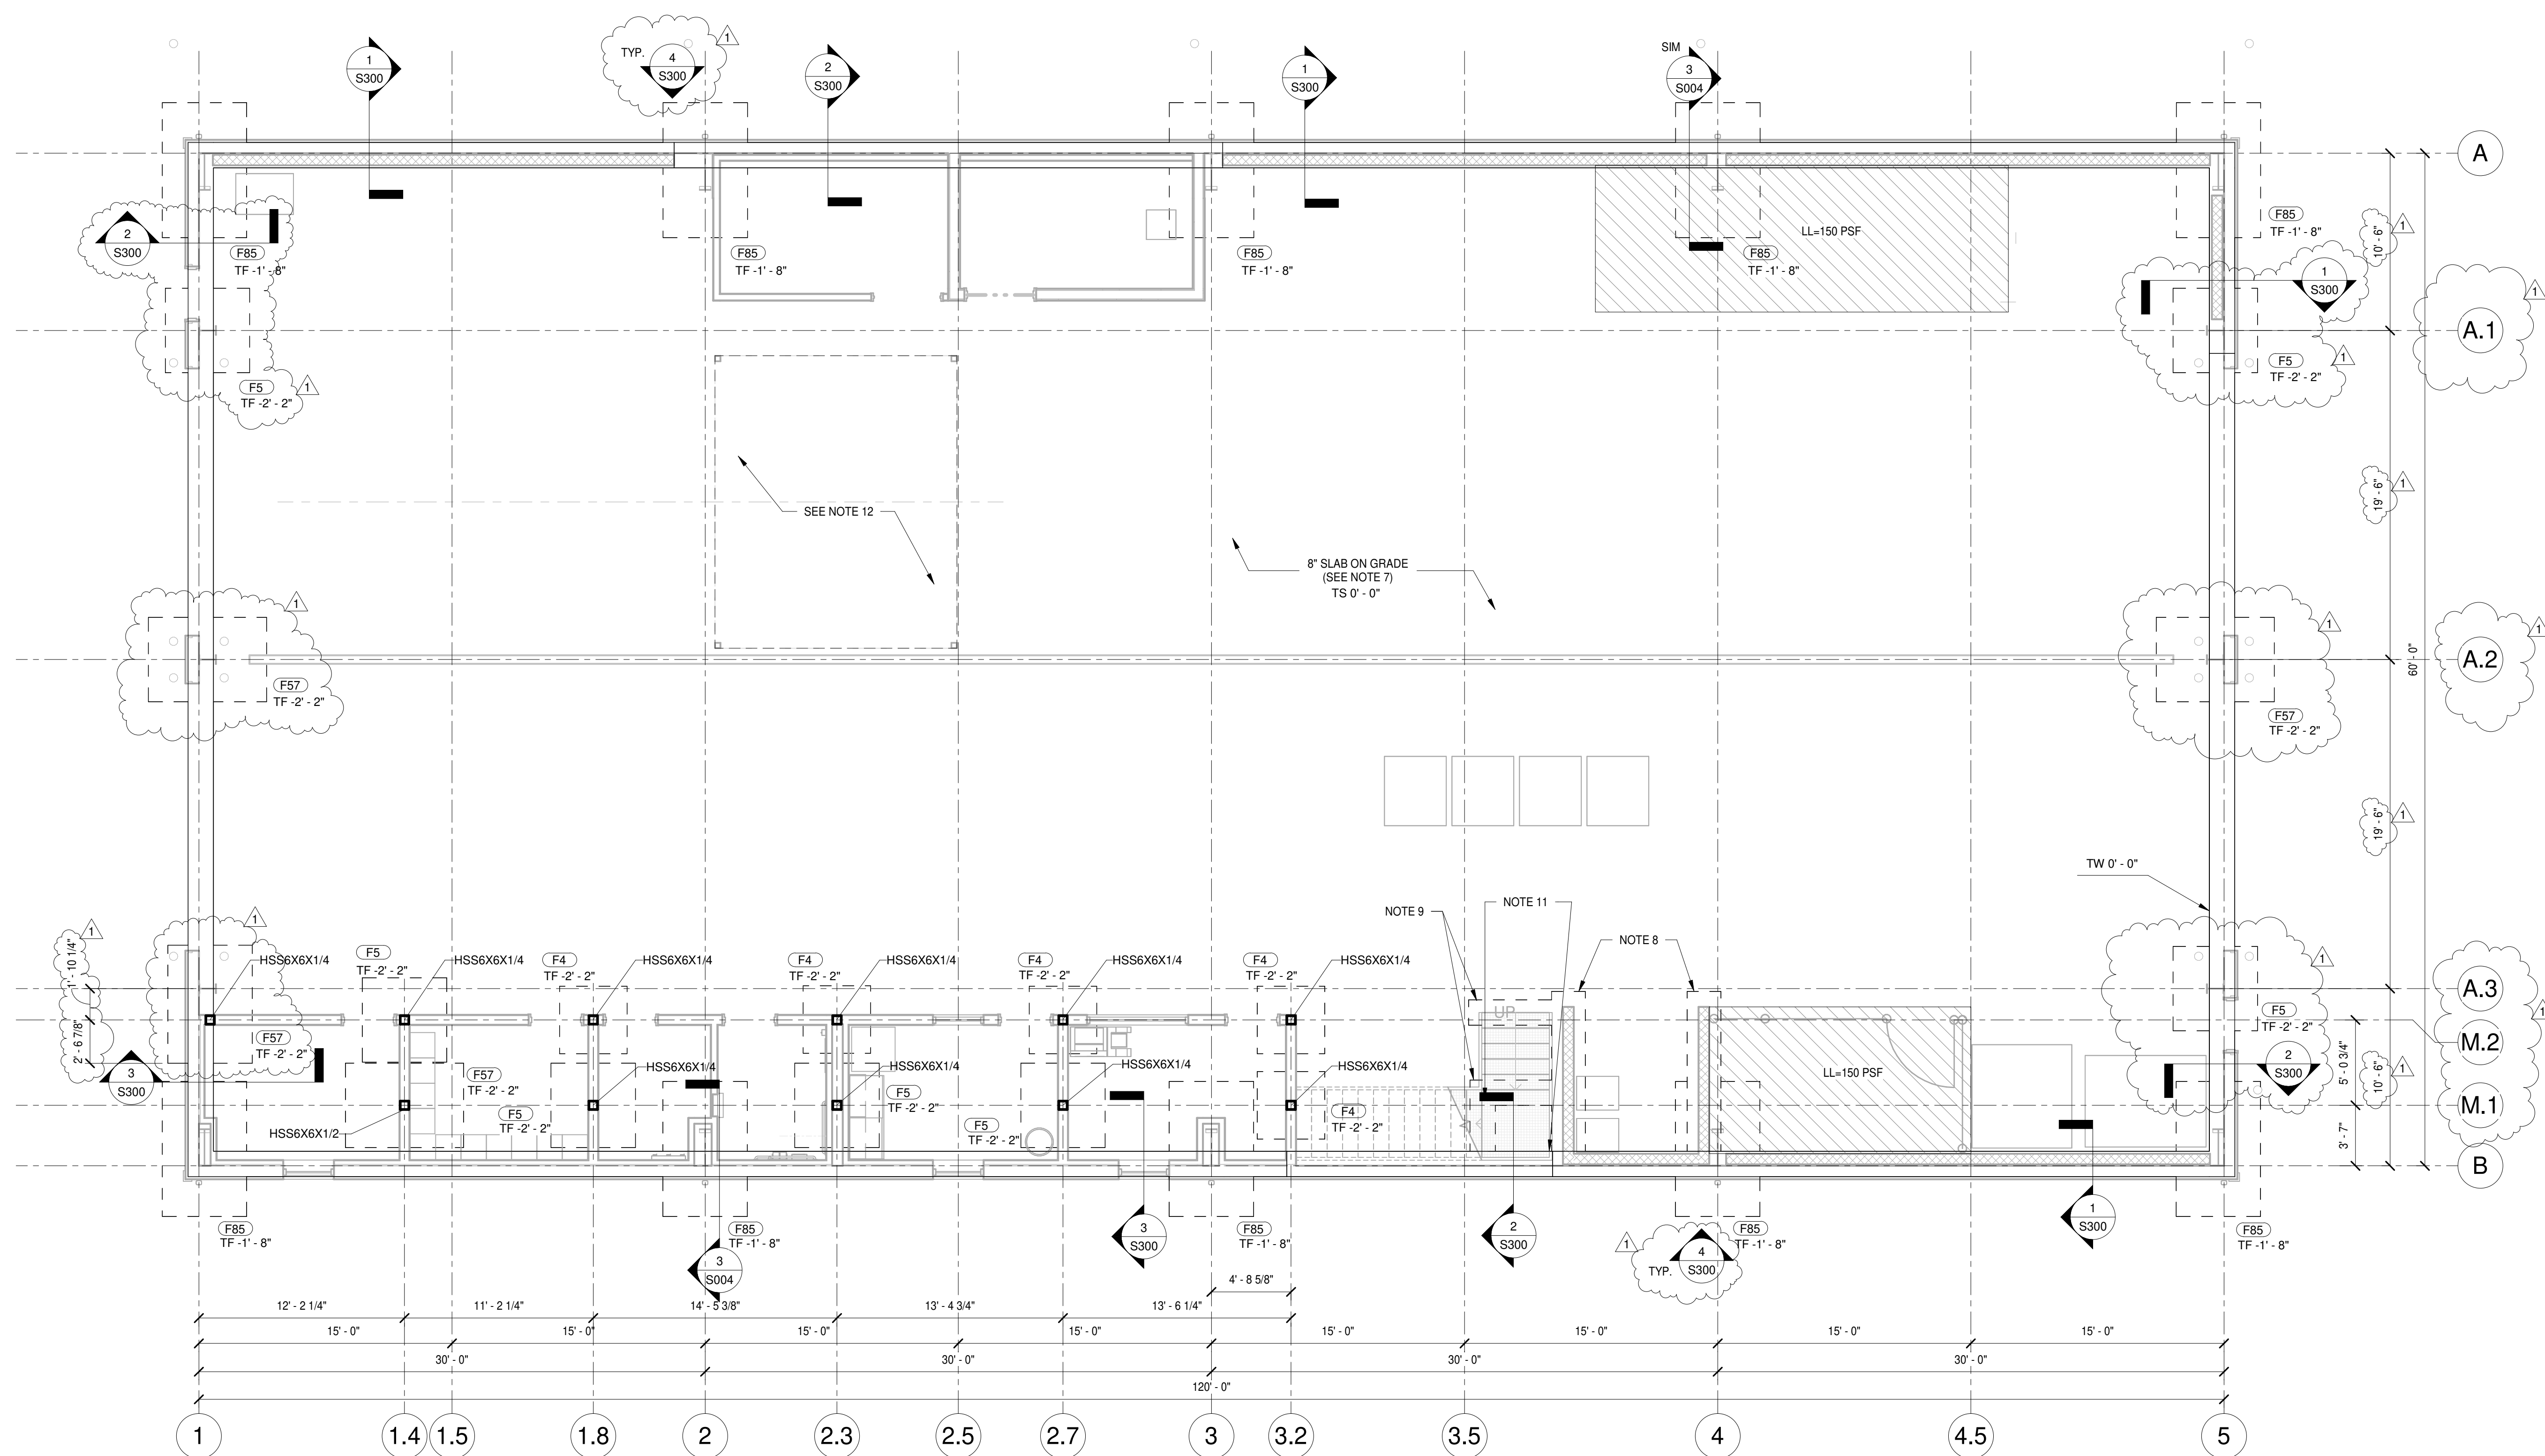 1
S300
TYP.
4
S300
1
2
S300
1
S300
SIM
3
S004
A
2
S300
F85
TF -1' - 8"
F85
TF -1' - 8"
F85
TF -1' - 8"
LL=150 PSF
F85
TF -1' - 8"
F85
TF -1' - 8"
10' - 6"
1
1
S300
1
A.1
F5
TF -2' - 2"
1
F5
TF -2' - 2"
1
SEE NOTE 12
19' - 6"
1
8" SLAB ON GRADE
(SEE NOTE 7)
TS 0' - 0"
1
F57
TF -2' - 2"
1
F57
TF -2' - 2"
60' - 0"
1
A.2
19' - 6"
1
TW 0' - 0"
NOTE 9
NOTE 11
NOTE 8
1
1' - 10 1/4"
2' - 6 7/8"
1
HSS6X6X1/4
F5
TF -2' - 2"
HSS6X6X1/4
F4
TF -2' - 2"
HSS6X6X1/4
F4
TF -2' - 2"
HSS6X6X1/4
F4
TF -2' - 2"
HSS6X6X1/4
F4
TF -2' - 2"
HSS6X6X1/4
UP
1
A.3
1
F5
TF -2' - 2"
F57
TF -2' - 2"
3
S300
F57
TF -2' - 2"
HSS6X6X1/4
HSS6X6X1/4
HSS6X6X1/4
HSS6X6X1/4
LL=150 PSF
2
S300
M.2
5' - 0 3/4"
10' - 6"
1
F5
TF -2' - 2"
F5
TF -2' - 2"
F5
TF -2' - 2"
F4
TF -2' - 2"
HSS6X6X1/2
M.1
3' - 7"
B
F85
TF -1' - 8"
F85
TF -1' - 8"
3
S004
3
S300
F85
TF -1' - 8"
2
S300
1
TYP.
4
S300
F85
TF -1' - 8"
1
S300
F85
TF -1' - 8"
4' - 8 5/8"
12' - 2 1/4"
11' - 2 1/4"
14' - 5 3/8"
13' - 4 3/4"
13' - 6 1/4"
15' - 0"
15' - 0"
15' - 0"
15' - 0"
15' - 0"
15' - 0"
15' - 0"
15' - 0"
30' - 0"
30' - 0"
30' - 0"
30' - 0"
120' - 0"
1
1.4
1.5
1.8
2
2.3
2.5
2.7
3
3.2
3.5
4
4.5
5